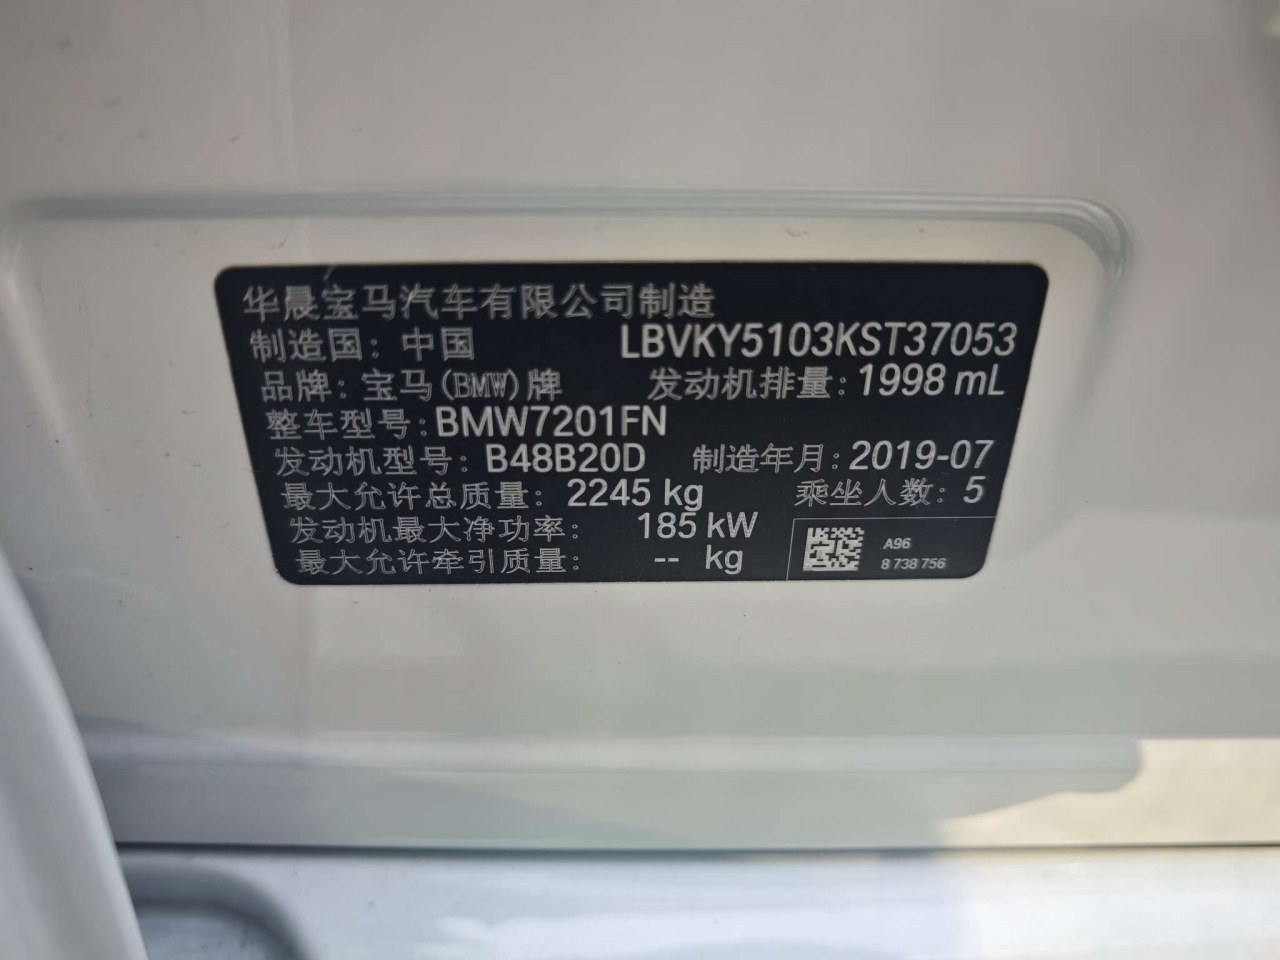 华晨宝马汽车有限公司制造
制造国：中国 LBVKY5103KST37053
品牌：宝马(BMW)牌 发动机排量：1998 mL
整车型号：BMW7201FN
发动机型号：B48B20D 制造年月：2019-07
最大允许总质量：2245 kg 乘坐人数：5
发动机最大净功率：185 kW
最大允许牵引质量：-- kg
A96
8 738 756